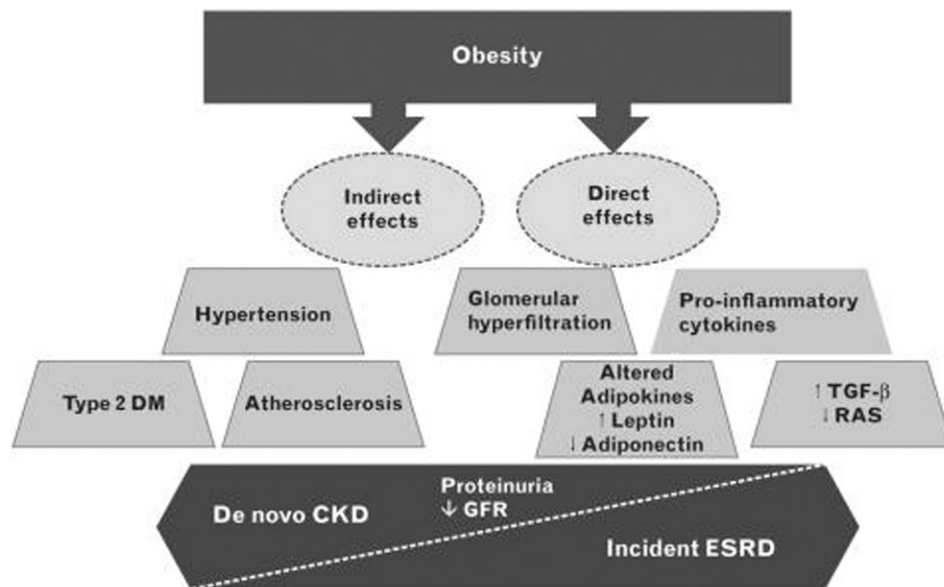 Obesity
Indirect
effects
Direct
effects
Hypertension
Glomerular
hyperfiltration
Pro-inflammatory
cytokines
Type 2 DM
Atherosclerosis
Altered
Adipokines
↑ Leptin
↓ Adiponectin
↑ TGF-β
↓ RAS
De novo CKD
Proteinuria
↓ GFR
Incident ESRD